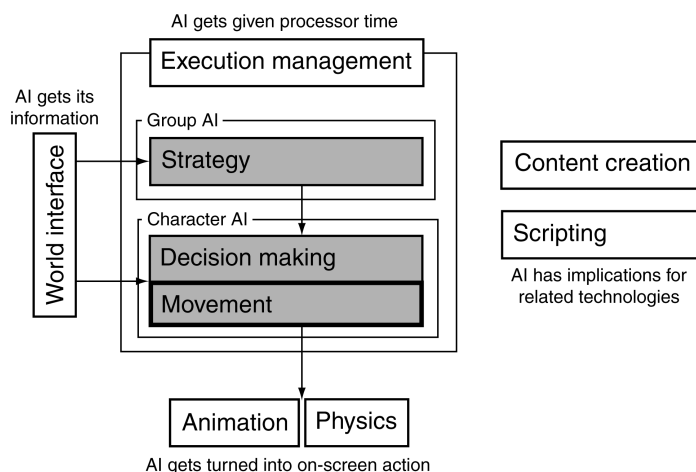 AI gets given processor time
Execution management
AI gets its
information
World interface
Group AI
Strategy
Character AI
Decision making
Movement
Animation
Physics
AI gets turned into on-screen action
Content creation
Scripting
AI has implications for
related technologies